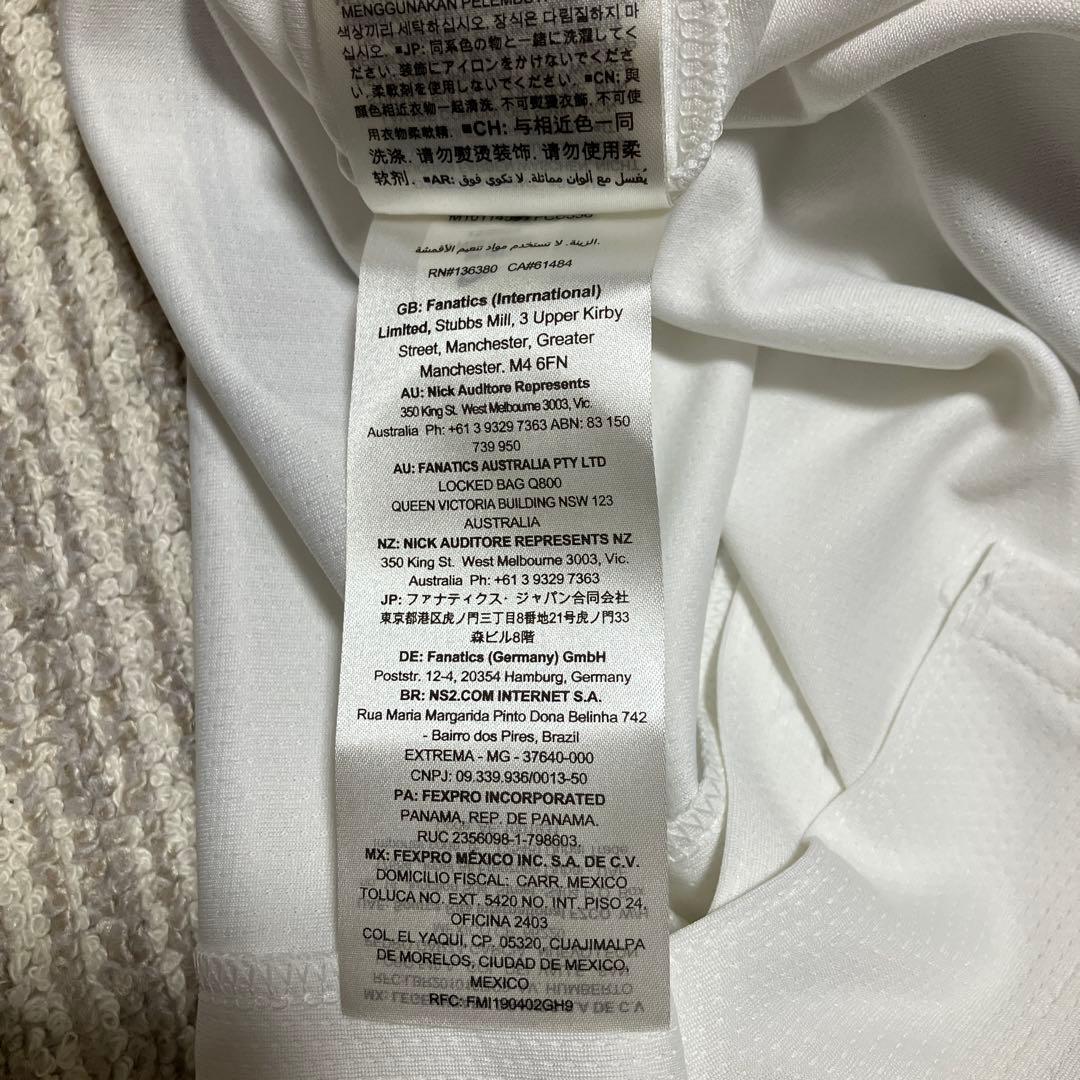 MENGGUNAKAN
색상끼리 세탁하십시오. 장식은 다림질하지 마
십시오. ■JP: 同系色の物と一緒に洗濯してく
ださい. 装飾にアイロンをかけないでくださ
い. 柔軟剤を使用しないでください. ■CN: 與
顏色相近衣物一起清洗. 不可熨燙衣飾. 不可使
用衣物柔軟精. ■CH: 与相近色一同
洗涤. 请勿熨烫装饰. 请勿使用柔
软剂. ■AR: يُغسل مع ألوان مماثلة. لا تكوي فوق
الزينة. لا تستخدم مواد تنعيم الأقمشة.
RN#136380 CA#61484
GB: Fanatics (International)
Limited, Stubbs Mill, 3 Upper Kirby
Street, Manchester, Greater
Manchester. M4 6FN
AU: Nick Auditore Represents
350 King St. West Melbourne 3003, Vic.
Australia Ph: +61 3 9329 7363 ABN: 83 150
739 950
AU: FANATICS AUSTRALIA PTY LTD
LOCKED BAG Q800
QUEEN VICTORIA BUILDING NSW 123
AUSTRALIA
NZ: NICK AUDITORE REPRESENTS NZ
350 King St. West Melbourne 3003, Vic.
Australia Ph: +61 3 9329 7363
JP: ファナティクス・ジャパン合同会社
東京都港区虎ノ門三丁目8番地21号虎ノ門33
森ビル8階
DE: Fanatics (Germany) GmbH
Poststr. 12-4, 20354 Hamburg, Germany
BR: NS2.COM INTERNET S.A.
Rua Maria Margarida Pinto Dona Belinha 742
- Bairro dos Pires, Brazil
EXTREMA - MG - 37640-000
CNPJ: 09.339.936/0013-50
PA: FEXPRO INCORPORATED
PANAMA, REP. DE PANAMA.
RUC 2356098-1-798603.
MX: FEXPRO MÉXICO INC. S.A. DE C.V.
DOMICILIO FISCAL: CARR. MEXICO
TOLUCA NO. EXT. 5420 NO. INT. PISO 24,
OFICINA 2403
COL. EL YAQUI, CP. 05320, CUAJIMALPA
DE MORELOS, CIUDAD DE MEXICO,
MEXICO
RFC: FMI190402GH9